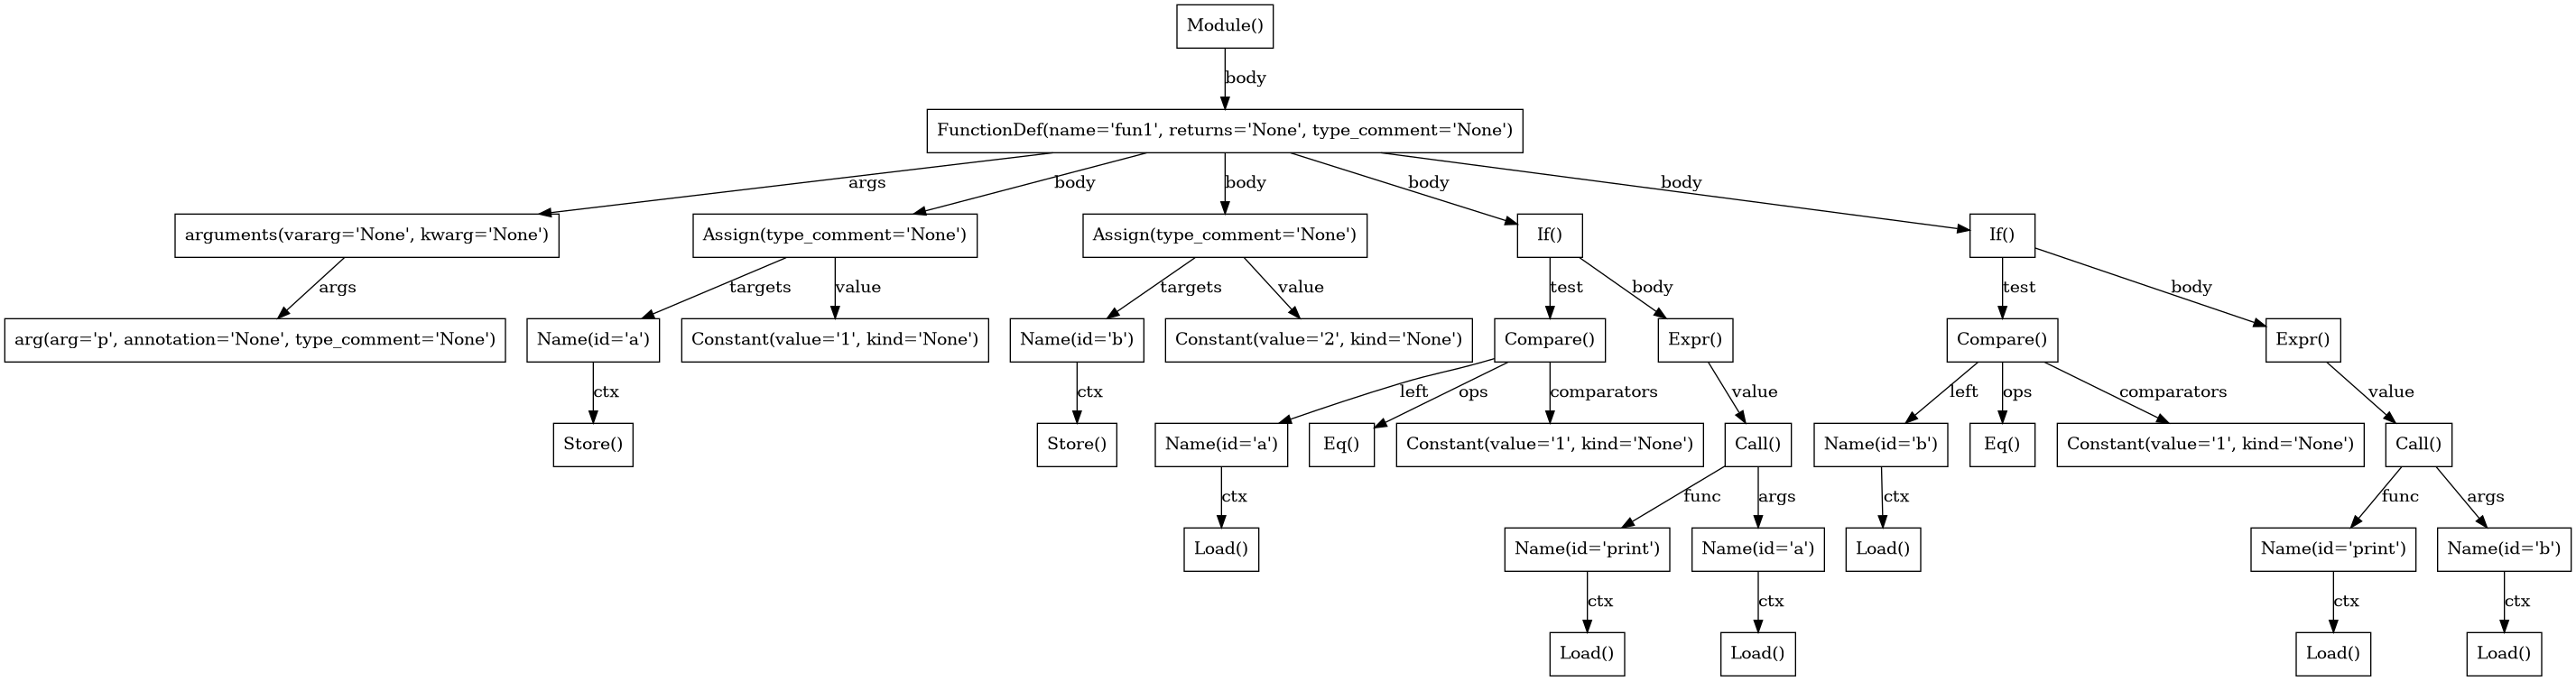 Module()
body
FunctionDef(name='fun1', returns='None', type_comment='None')
args
body
body
body
body
arguments(vararg='None', kwarg='None')
Assign(type_comment='None')
Assign(type_comment='None')
If()
If()
args
targets
value
targets
value
test
body
test
body
arg(arg='p', annotation='None', type_comment='None')
Name(id='a')
Constant(value='1', kind='None')
Name(id='b')
Constant(value='2', kind='None')
Compare()
Expr()
Compare()
Expr()
ctx
ctx
left
ops
comparators
value
left
ops
comparators
value
Store()
Store()
Name(id='a')
Eq()
Constant(value='1', kind='None')
Call()
Name(id='b')
Eq()
Constant(value='1', kind='None')
Call()
ctx
func
args
ctx
func
args
Load()
Name(id='print')
Name(id='a')
Load()
Name(id='print')
Name(id='b')
ctx
ctx
ctx
ctx
Load()
Load()
Load()
Load()